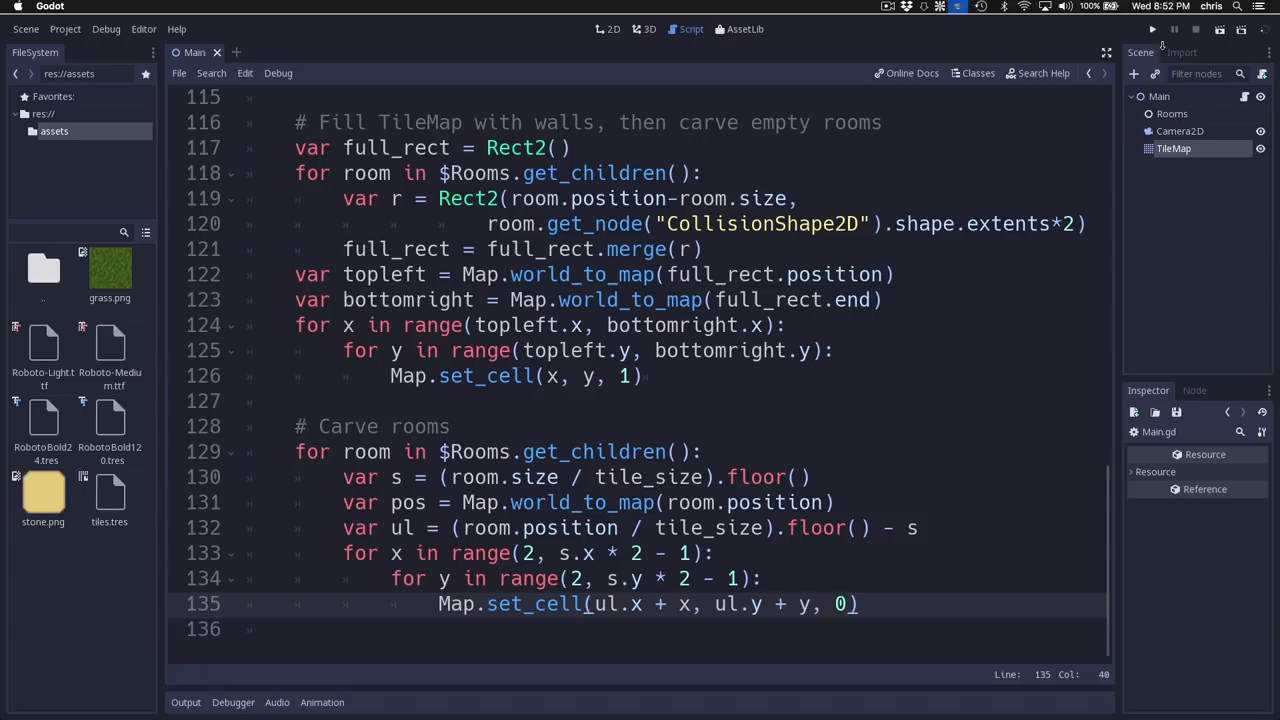 Godot
100%
Wed 8:52 PM chris
Scene Project Debug Editor Help
2D 3D Script AssetLib
FileSystem
Main
Scene Import
res://assets
File Search Edit Debug
Online Docs Classes Search Help
Filter nodes
Favorites:
res://
assets
Main
Rooms
Camera2D
TileMap
115
116 # Fill TileMap with walls, then carve empty rooms
117 var full_rect = Rect2()
118 for room in $Rooms.get_children():
119 var r = Rect2(room.position-room.size,
120 room.get_node("CollisionShape2D").shape.extents*2)
121 full_rect = full_rect.merge(r)
122 var topleft = Map.world_to_map(full_rect.position)
123 var bottomright = Map.world_to_map(full_rect.end)
124 for x in range(topleft.x, bottomright.x):
125 for y in range(topleft.y, bottomright.y):
126 Map.set_cell(x, y, 1)
127
128 # Carve rooms
129 for room in $Rooms.get_children():
130 var s = (room.size / tile_size).floor()
131 var pos = Map.world_to_map(room.position)
132 var ul = (room.position / tile_size).floor() - s
133 for x in range(2, s.x * 2 - 1):
134 for y in range(2, s.y * 2 - 1):
135 Map.set_cell(ul.x + x, ul.y + y, 0)
136
..
grass.png
Roboto-Light.t
tf
Roboto-Mediu
m.ttf
RobotoBold2
4.tres
RobotoBold12
0.tres
stone.png
tiles.tres
Inspector Node
Main.gd
Resource
Resource
Reference
Line: 135 Col: 40
Output Debugger Audio Animation